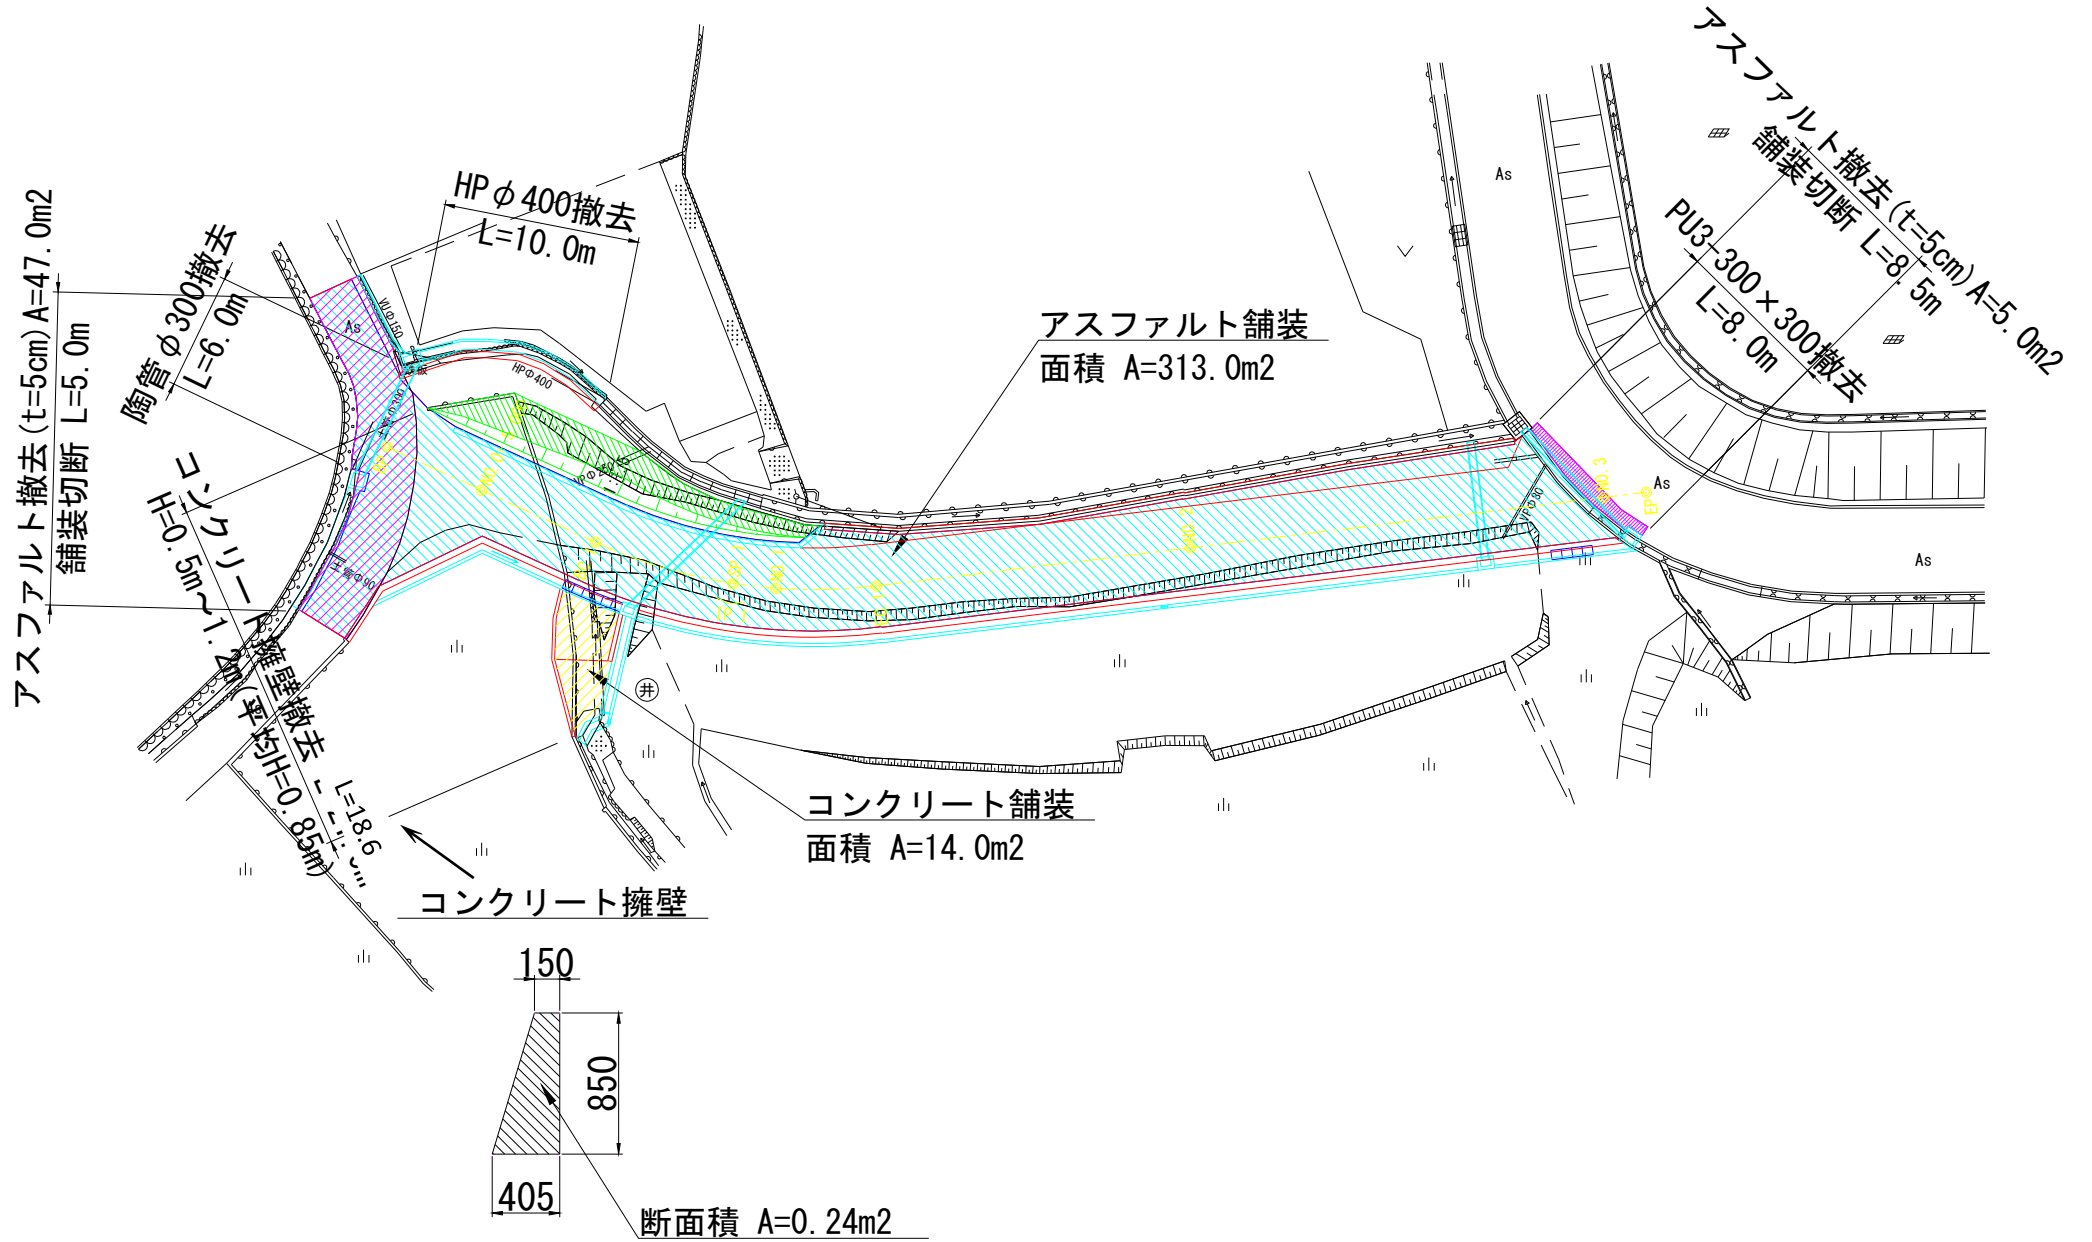 アスファルト撤去(t=5cm)A=47.0m2
舗装切断 L=5.0m
陶管φ300撤去
L=6.0m
HPφ400撤去
L=10.0m
アスファルト舗装
面積 A=313.0m2
アスファルト撤去(t=5cm)A=5.0m2
舗装切断 L=8.5m
PU3-300×300撤去
L=8.0m
コンクリート擁壁撤去
H=0.5m～1.2m(平均H=0.85m)
L=18.6
コンクリート舗装
面積 A=14.0m2
コンクリート擁壁
150
850
405
断面積 A=0.24m2
As
As
As
As
VUφ150
HPφ400
VPφ80
井
NO.3